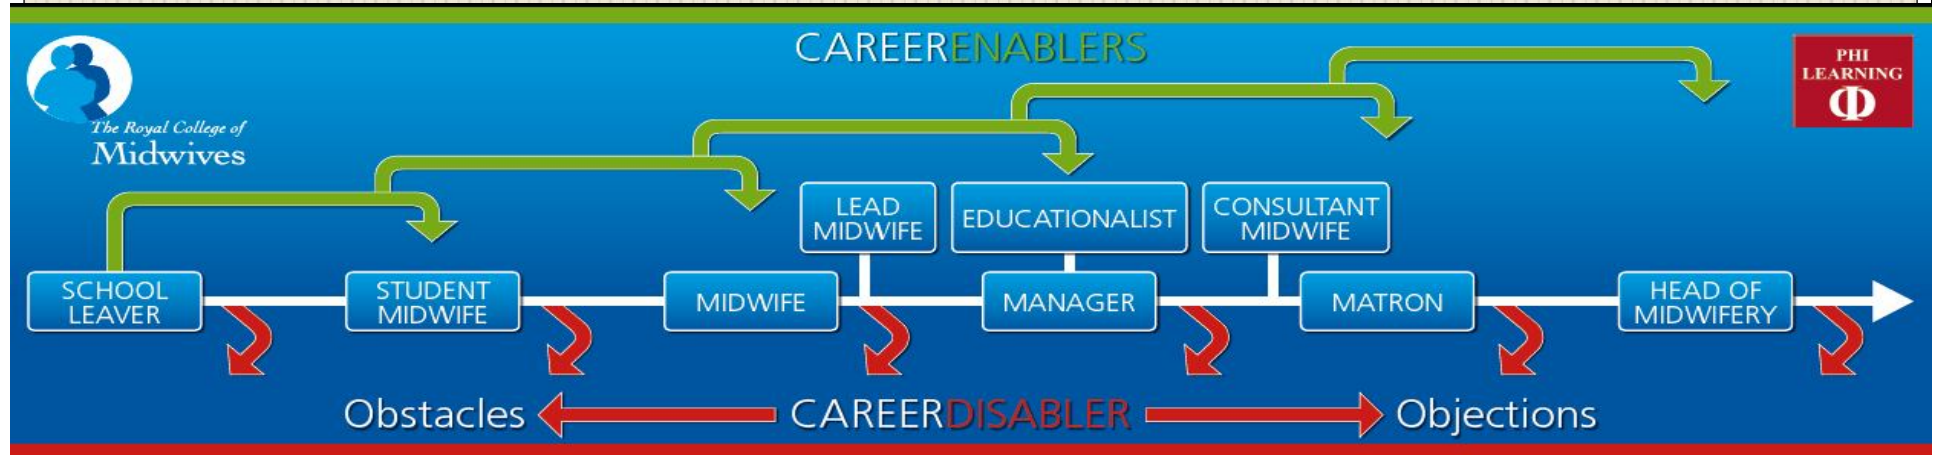 CAREERENABLERS
PHI
LEARNING
Φ
The Royal College of
Midwives
LEAD
MIDWIFE
EDUCATIONALIST
CONSULTANT
MIDWIFE
SCHOOL
LEAVER
STUDENT
MIDWIFE
MIDWIFE
MANAGER
MATRON
HEAD OF
MIDWIFERY
Obstacles
CAREERDISABLER
Objections